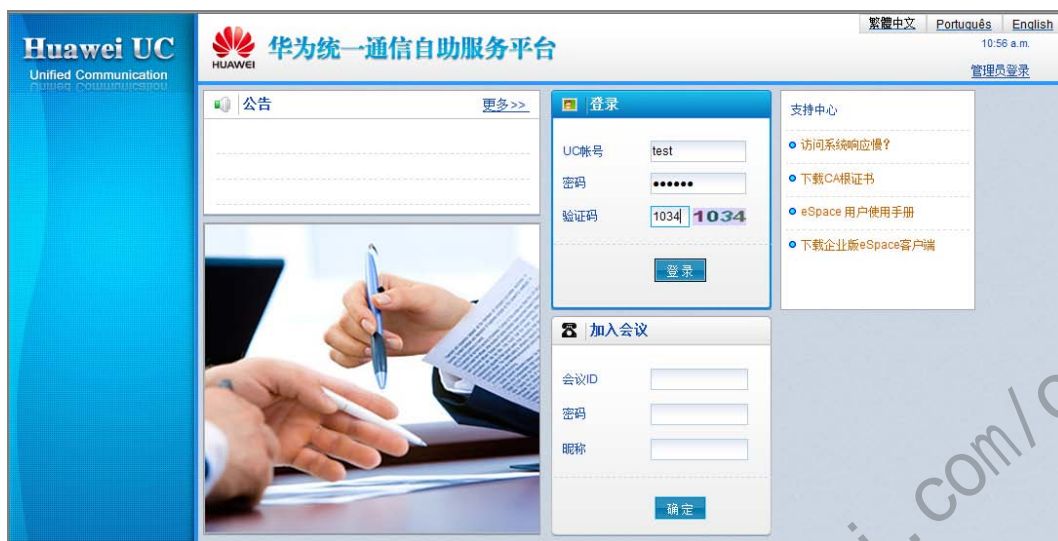 繁體中文 Português English
10:56 a.m.
管理员登录
Huawei UC
Unified Communication
HUAWEI
华为统一通信自助服务平台
公告 更多>>
登录
UC帐号 test
密码 ••••••
验证码 1034 1034
登录
加入会议
会议ID
密码
昵称
确定
支持中心
访问系统响应慢?
下载CA根证书
eSpace 用户使用手册
下载企业版eSpace客户端